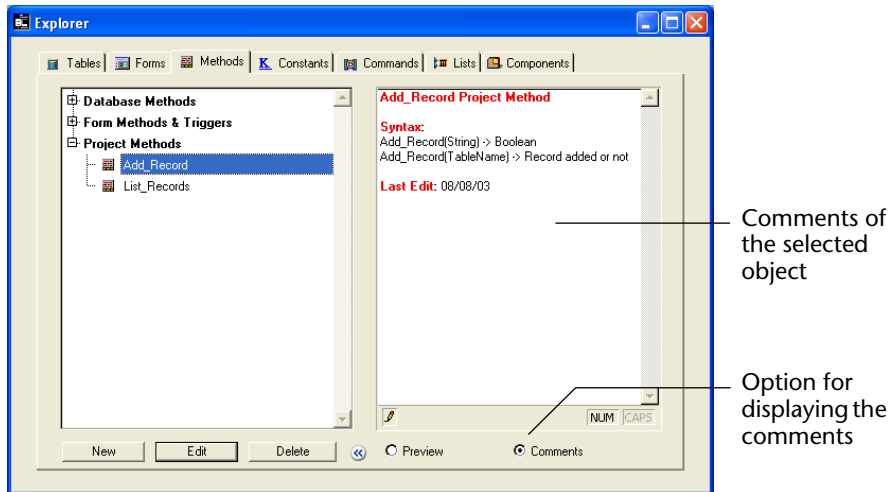 Explorer
Tables Forms Methods K Constants Commands Lists Components
Database Methods
Form Methods & Triggers
Project Methods
Add_Record
List_Records
Add_Record Project Method
Syntax:
Add_Record(String) -> Boolean
Add_Record(TableName) -> Record added or not
Last Edit: 08/08/03
NUM CAPS
New Edit Delete Preview Comments
Comments of
the selected
object
Option for
displaying the
comments